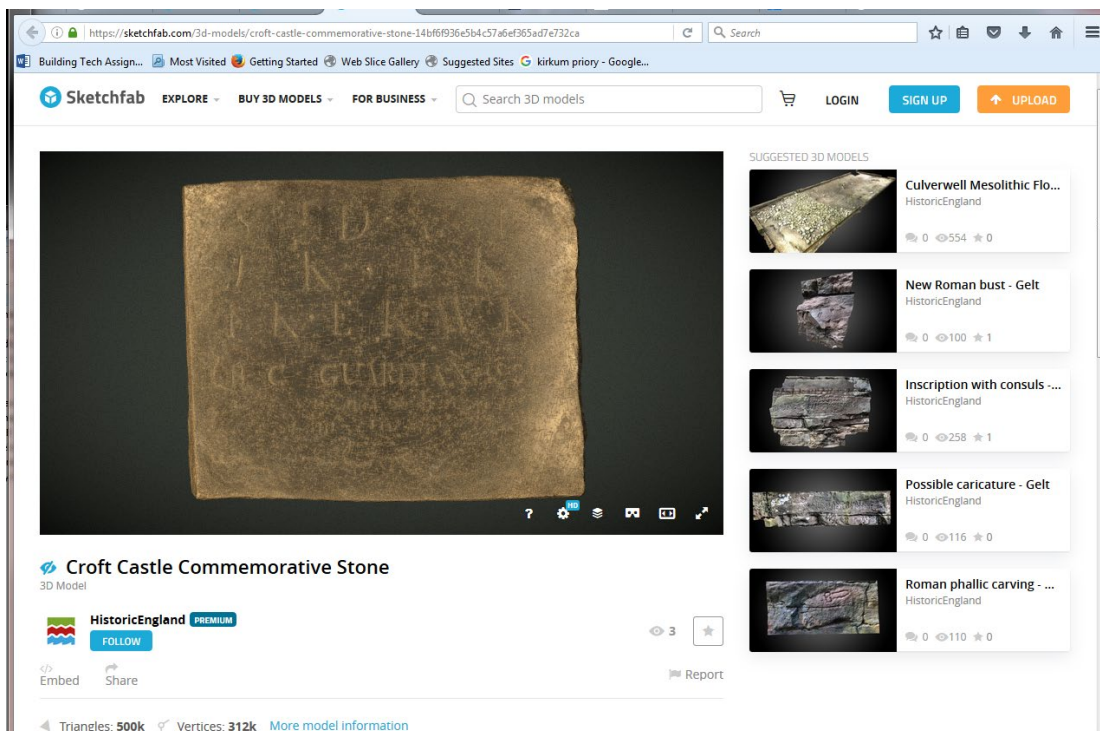 https://sketchfab.com/3d-models/croft-castle-commemorative-stone-14bf6f936e5b4c57a6ef365ad7e732ca
Search
Building Tech Assign... Most Visited Getting Started Web Slice Gallery Suggested Sites kirkum priory - Google...
Sketchfab EXPLORE BUY 3D MODELS FOR BUSINESS Search 3D models LOGIN SIGN UP UPLOAD
SUGGESTED 3D MODELS
Culverwell Mesolithic Flo...
HistoricEngland
0 554 0
New Roman bust - Gelt
HistoricEngland
0 100 1
Inscription with consuls -...
HistoricEngland
0 258 1
Possible caricature - Gelt
HistoricEngland
0 116 0
Roman phallic carving - ...
HistoricEngland
0 110 0
D
K
GUARDIANS
? HD
Croft Castle Commemorative Stone
3D Model
HistoricEngland PREMIUM
FOLLOW
3
Embed Share
Report
Triangles: 500k Vertices: 312k More model information